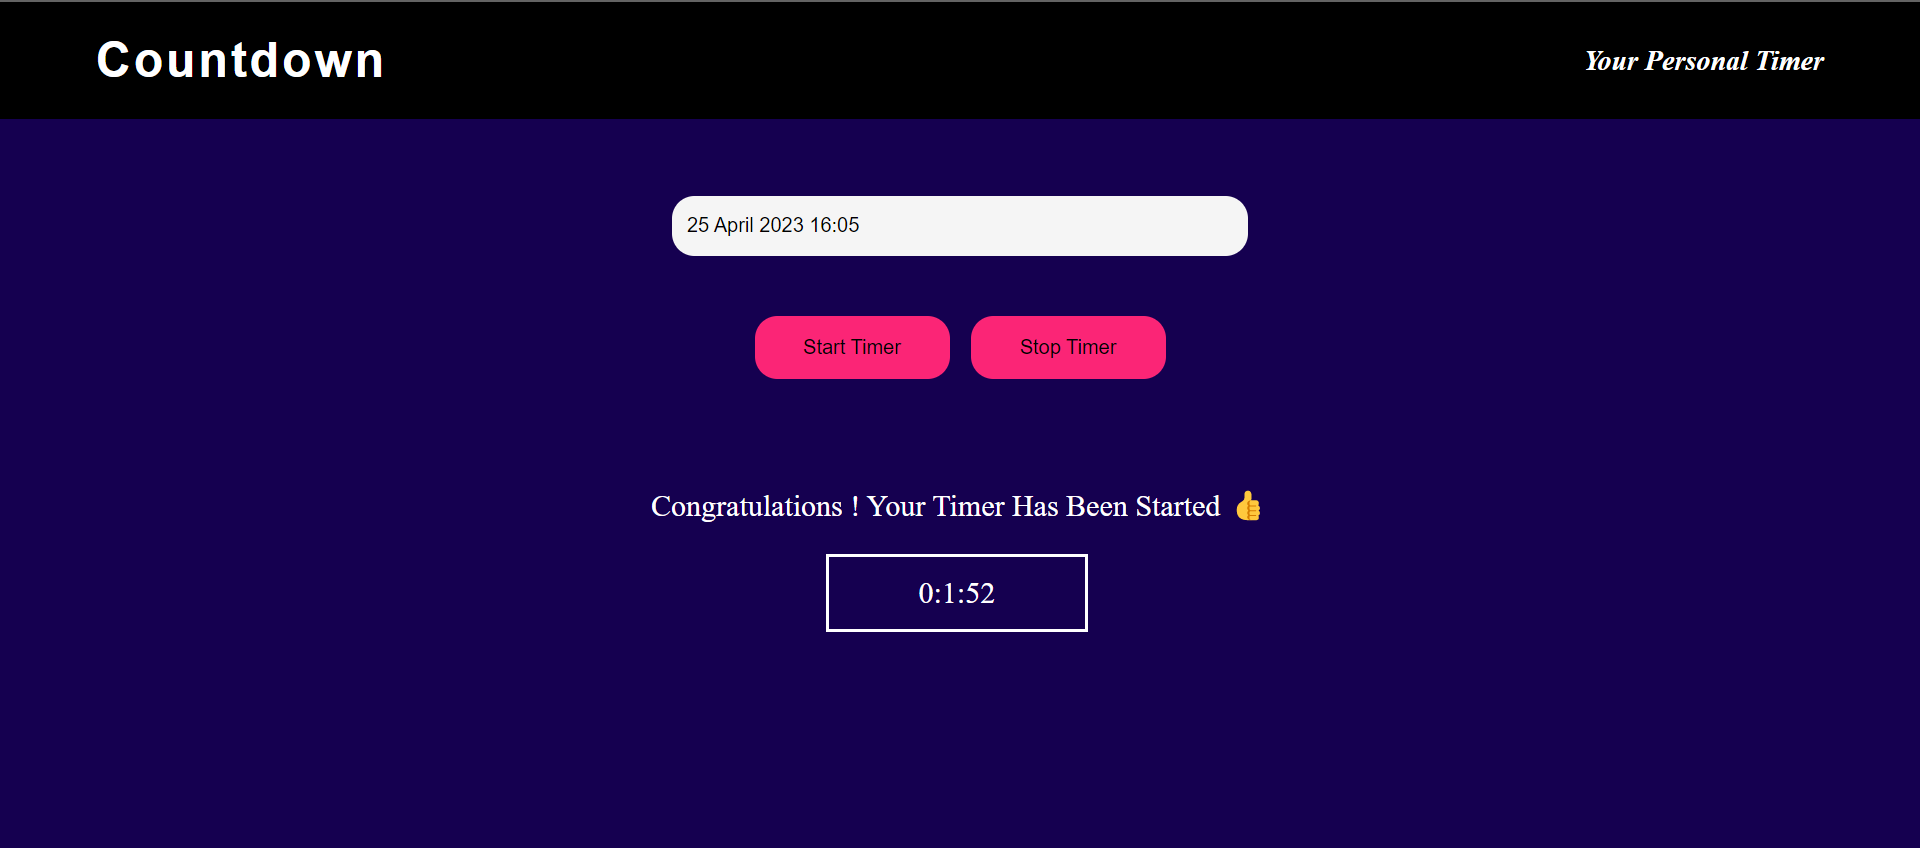 Countdown
Your Personal Timer
25 April 2023 16:05
Start Timer
Stop Timer
Congratulations ! Your Timer Has Been Started 👍
0:1:52